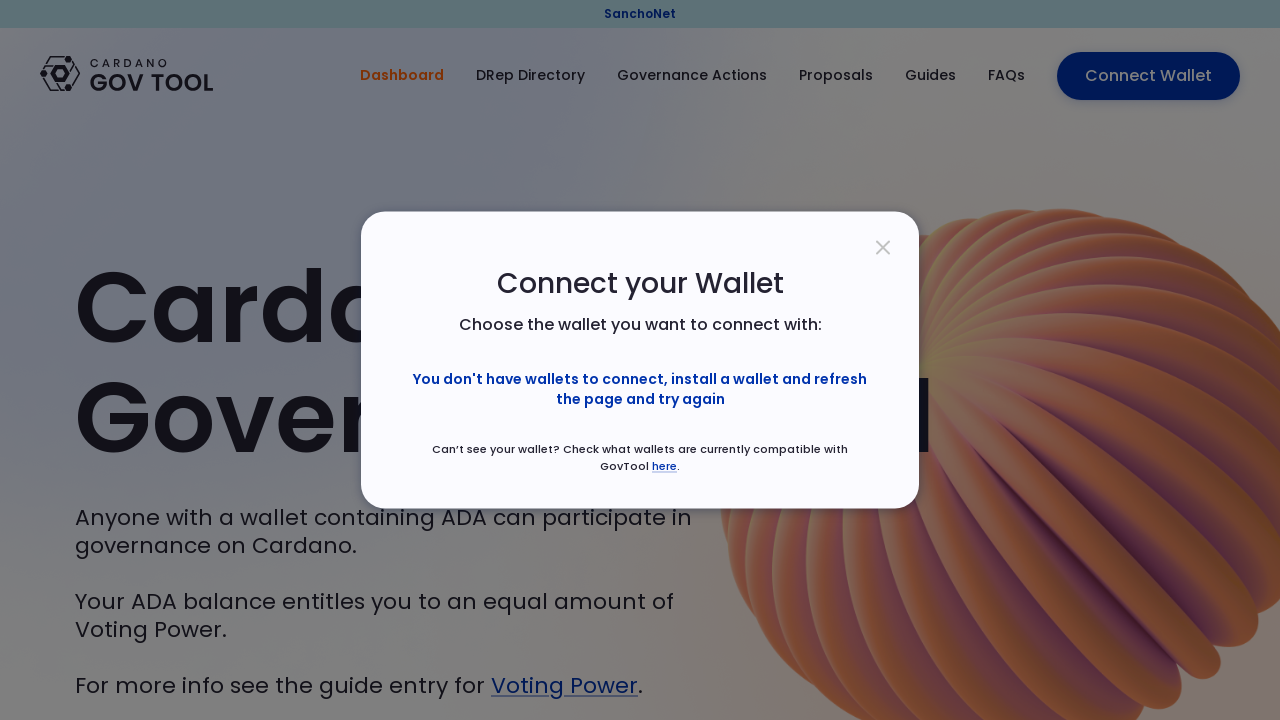 SanchoNet
CARDANO
GOV TOOL
Dashboard DRep Directory Governance Actions Proposals Guides FAQs Connect Wallet
Connect your Wallet
Choose the wallet you want to connect with:
You don't have wallets to connect, install a wallet and refresh
the page and try again
Can’t see your wallet? Check what wallets are currently compatible with
GovTool here.
Anyone with a wallet containing ADA can participate in
governance on Cardano.
Your ADA balance entitles you to an equal amount of
Voting Power.
For more info see the guide entry for Voting Power.